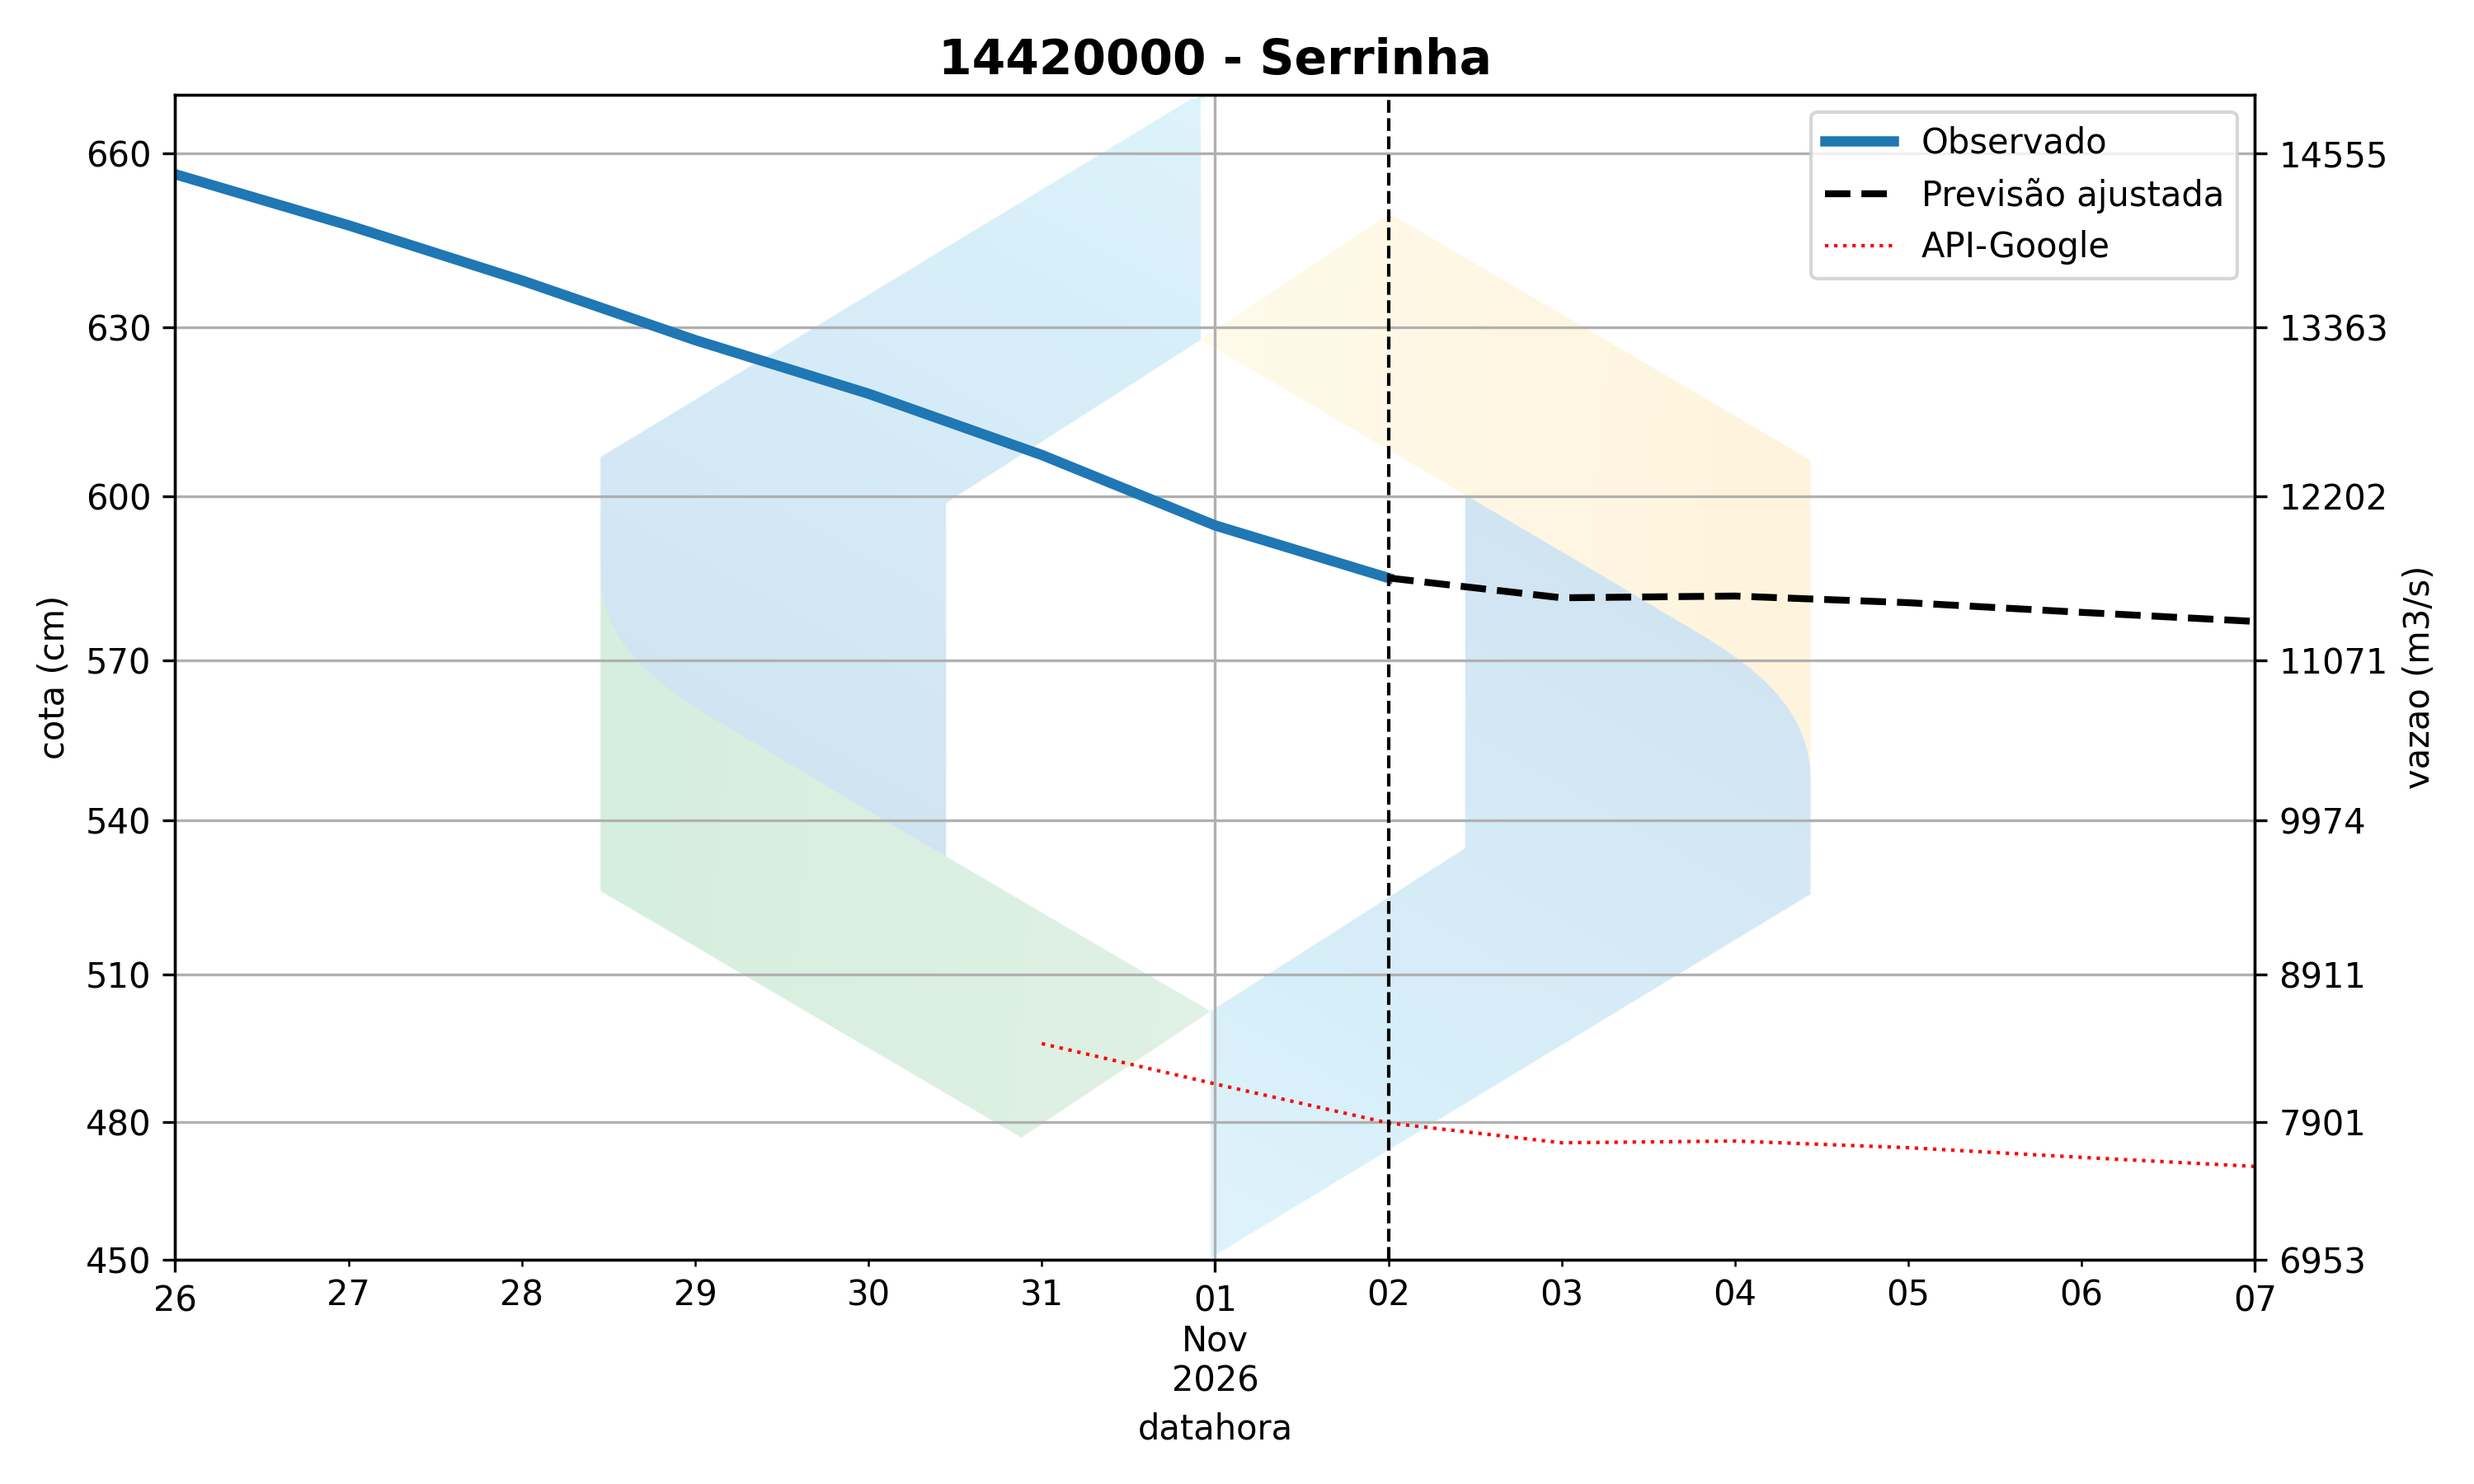 14420000 - Serrinha
Observado
Previsão ajustada
API-Google
660
630
600
570
540
510
480
450
cota (cm)
14555
13363
12202
11071
9974
8911
7901
6953
vazao (m3/s)
26 27 28 29 30 31 01 02 03 04 05 06 07
Nov
2026
datahora